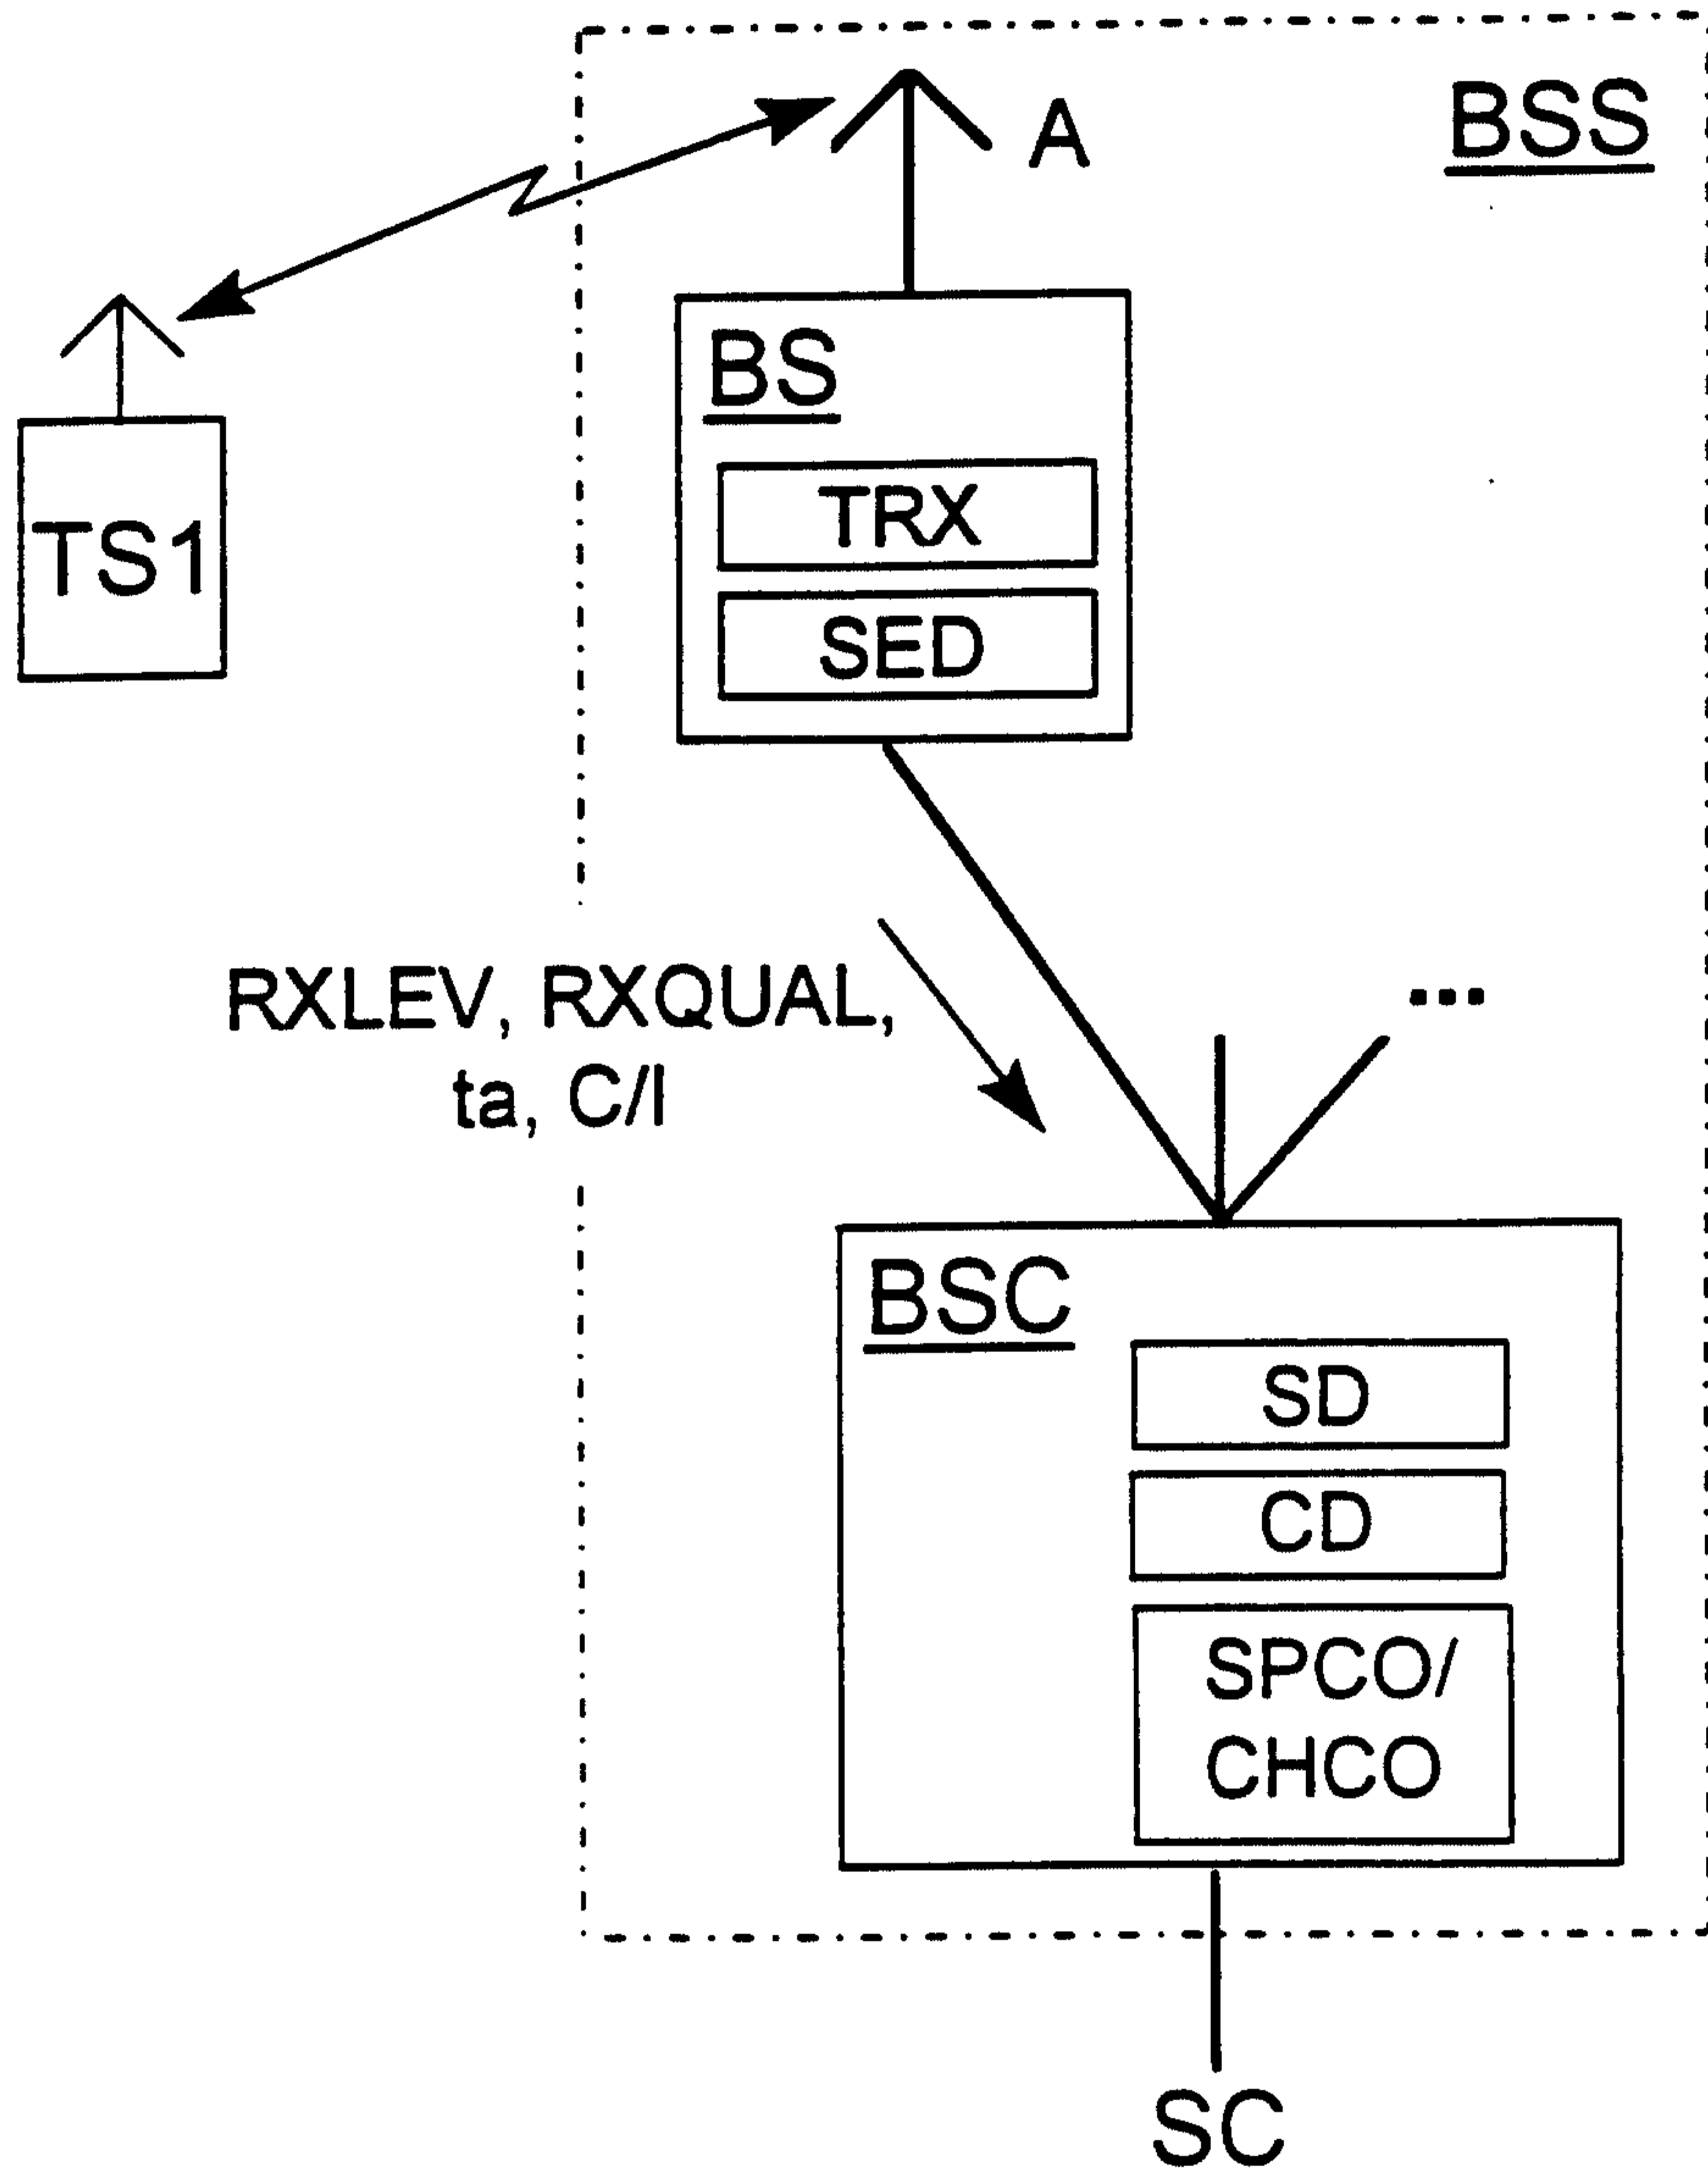 BSS
A
BS
TRX
SED
TS1
RXLEV, RXQUAL,
ta, C/I
...
BSC
SD
CD
SPCO/
CHCO
SC